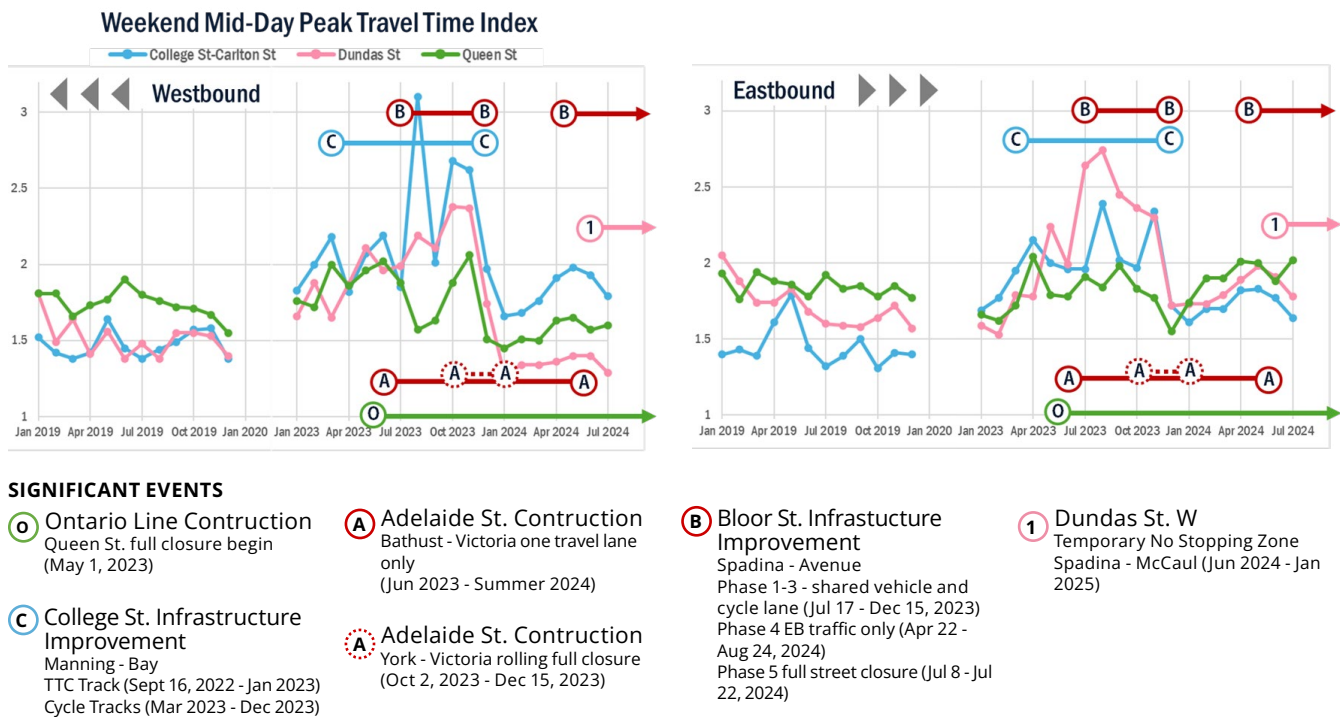 Weekend Mid-Day Peak Travel Time Index
College St-Carlton St Dundas St Queen St
Westbound
3
2.5
2
1.5
1
B B B
C C
1
A A A A
O
Jan 2019 Apr 2019 Jul 2019 Oct 2019 Jan 2020 Jan 2023 Apr 2023 Jul 2023 Oct 2023 Jan 2024 Apr 2024 Jul 2024
Eastbound
3
2.5
2
1.5
1
B B B
C C
1
A A A A
O
Jan 2019 Apr 2019 Jul 2019 Oct 2019 Jan 2020 Jan 2023 Apr 2023 Jul 2023 Oct 2023 Jan 2024 Apr 2024 Jul 2024
SIGNIFICANT EVENTS
O Ontario Line Contruction
Queen St. full closure begin
(May 1, 2023)
C College St. Infrastructure
Improvement
Manning - Bay
TTC Track (Sept 16, 2022 - Jan 2023)
Cycle Tracks (Mar 2023 - Dec 2023)
A Adelaide St. Contruction
Bathust - Victoria one travel lane
only
(Jun 2023 - Summer 2024)
A Adelaide St. Contruction
York - Victoria rolling full closure
(Oct 2, 2023 - Dec 15, 2023)
B Bloor St. Infrastucture
Improvement
Spadina - Avenue
Phase 1-3 - shared vehicle and
cycle lane (Jul 17 - Dec 15, 2023)
Phase 4 EB traffic only (Apr 22 -
Aug 24, 2024)
Phase 5 full street closure (Jul 8 - Jul
22, 2024)
1 Dundas St. W
Temporary No Stopping Zone
Spadina - McCaul (Jun 2024 - Jan
2025)